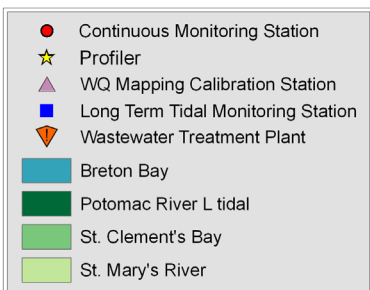 Continuous Monitoring Station
Profiler
WQ Mapping Calibration Station
Long Term Tidal Monitoring Station
! Wastewater Treatment Plant
Breton Bay
Potomac River L tidal
St. Clement's Bay
St. Mary's River